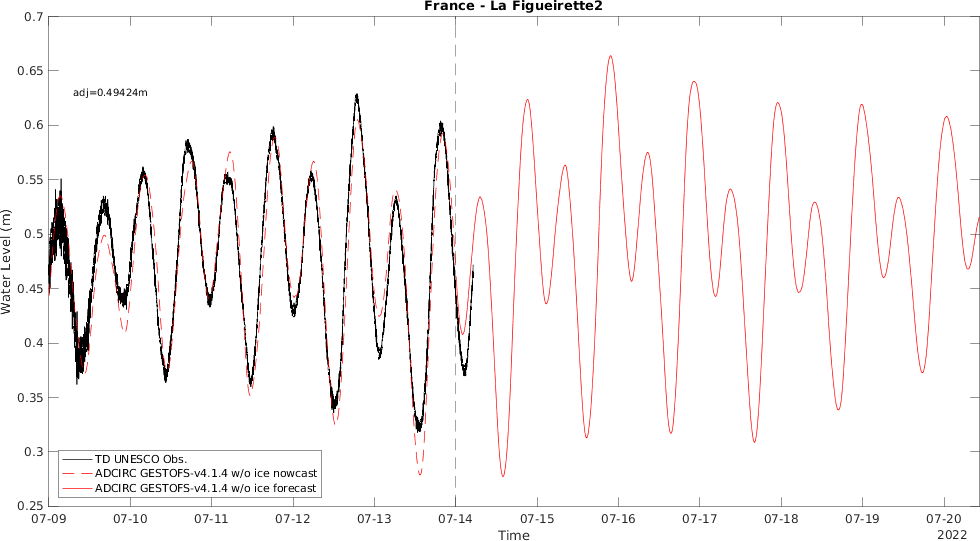 France - La Figueirette2
0.7
0.65
0.6
0.55
0.5
0.45
0.4
0.35
0.3
0.25
Water Level (m)
adj=0.49424m
TD UNESCO Obs.
ADCIRC GESTOFS-v4.1.4 w/o ice nowcast
ADCIRC GESTOFS-v4.1.4 w/o ice forecast
07-09 07-10 07-11 07-12 07-13 07-14 07-15 07-16 07-17 07-18 07-19 07-20
Time
2022